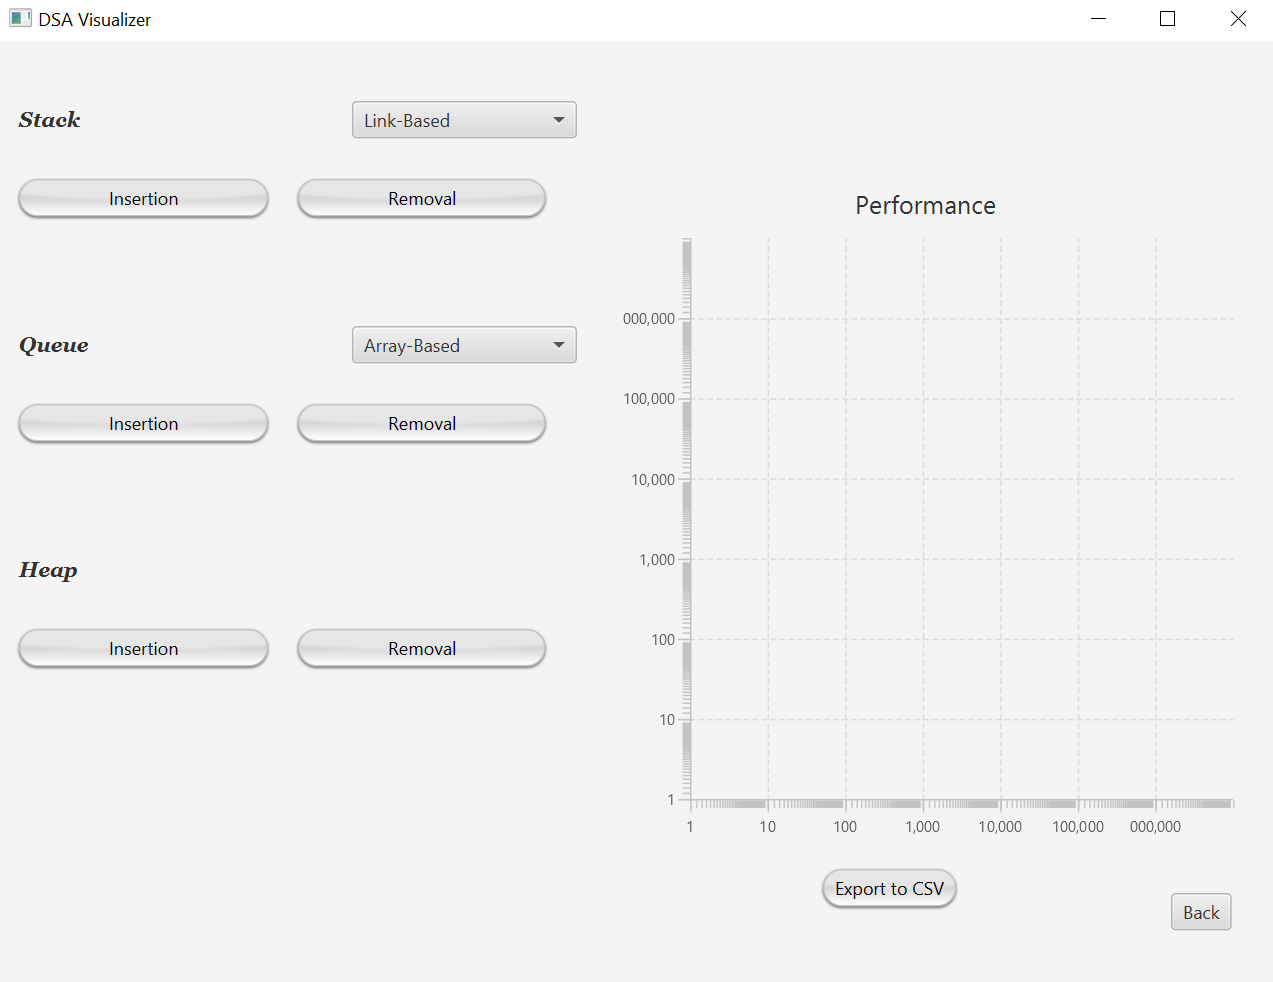 DSA Visualizer
Stack
Link-Based
Insertion
Removal
Queue
Array-Based
Insertion
Removal
Heap
Insertion
Removal
Performance
000,000
100,000
10,000
1,000
100
10
1
1 10 100 1,000 10,000 100,000 000,000
Export to CSV
Back